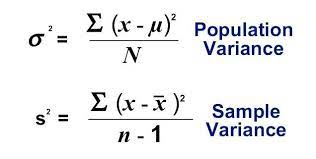 σ² = Σ (x - μ)² / N Population Variance
s² = Σ (x - x̄)² / n - 1 Sample Variance